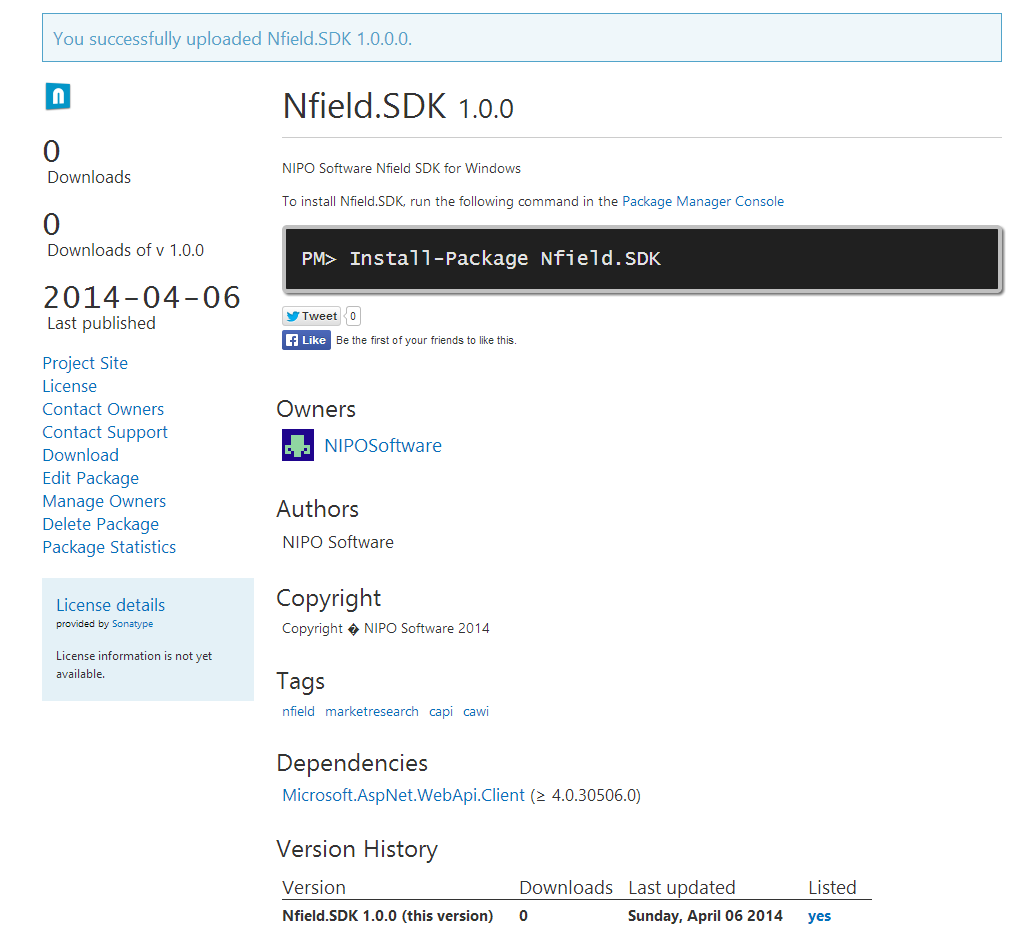 You successfully uploaded Nfield.SDK 1.0.0.0.
n
0
Downloads
0
Downloads of v 1.0.0
2014-04-06
Last published
Project Site
License
Contact Owners
Contact Support
Download
Edit Package
Manage Owners
Delete Package
Package Statistics
License details
provided by Sonatype
License information is not yet
available.
Nfield.SDK 1.0.0
NIPO Software Nfield SDK for Windows
To install Nfield.SDK, run the following command in the Package Manager Console
PM> Install-Package Nfield.SDK
Tweet 0
f Like Be the first of your friends to like this.
Owners
NIPOSoftware
Authors
NIPO Software
Copyright
Copyright � NIPO Software 2014
Tags
nfield marketresearch capi cawi
Dependencies
Microsoft.AspNet.WebApi.Client (≥ 4.0.30506.0)
Version History
Version Downloads Last updated Listed
Nfield.SDK 1.0.0 (this version) 0 Sunday, April 06 2014 yes